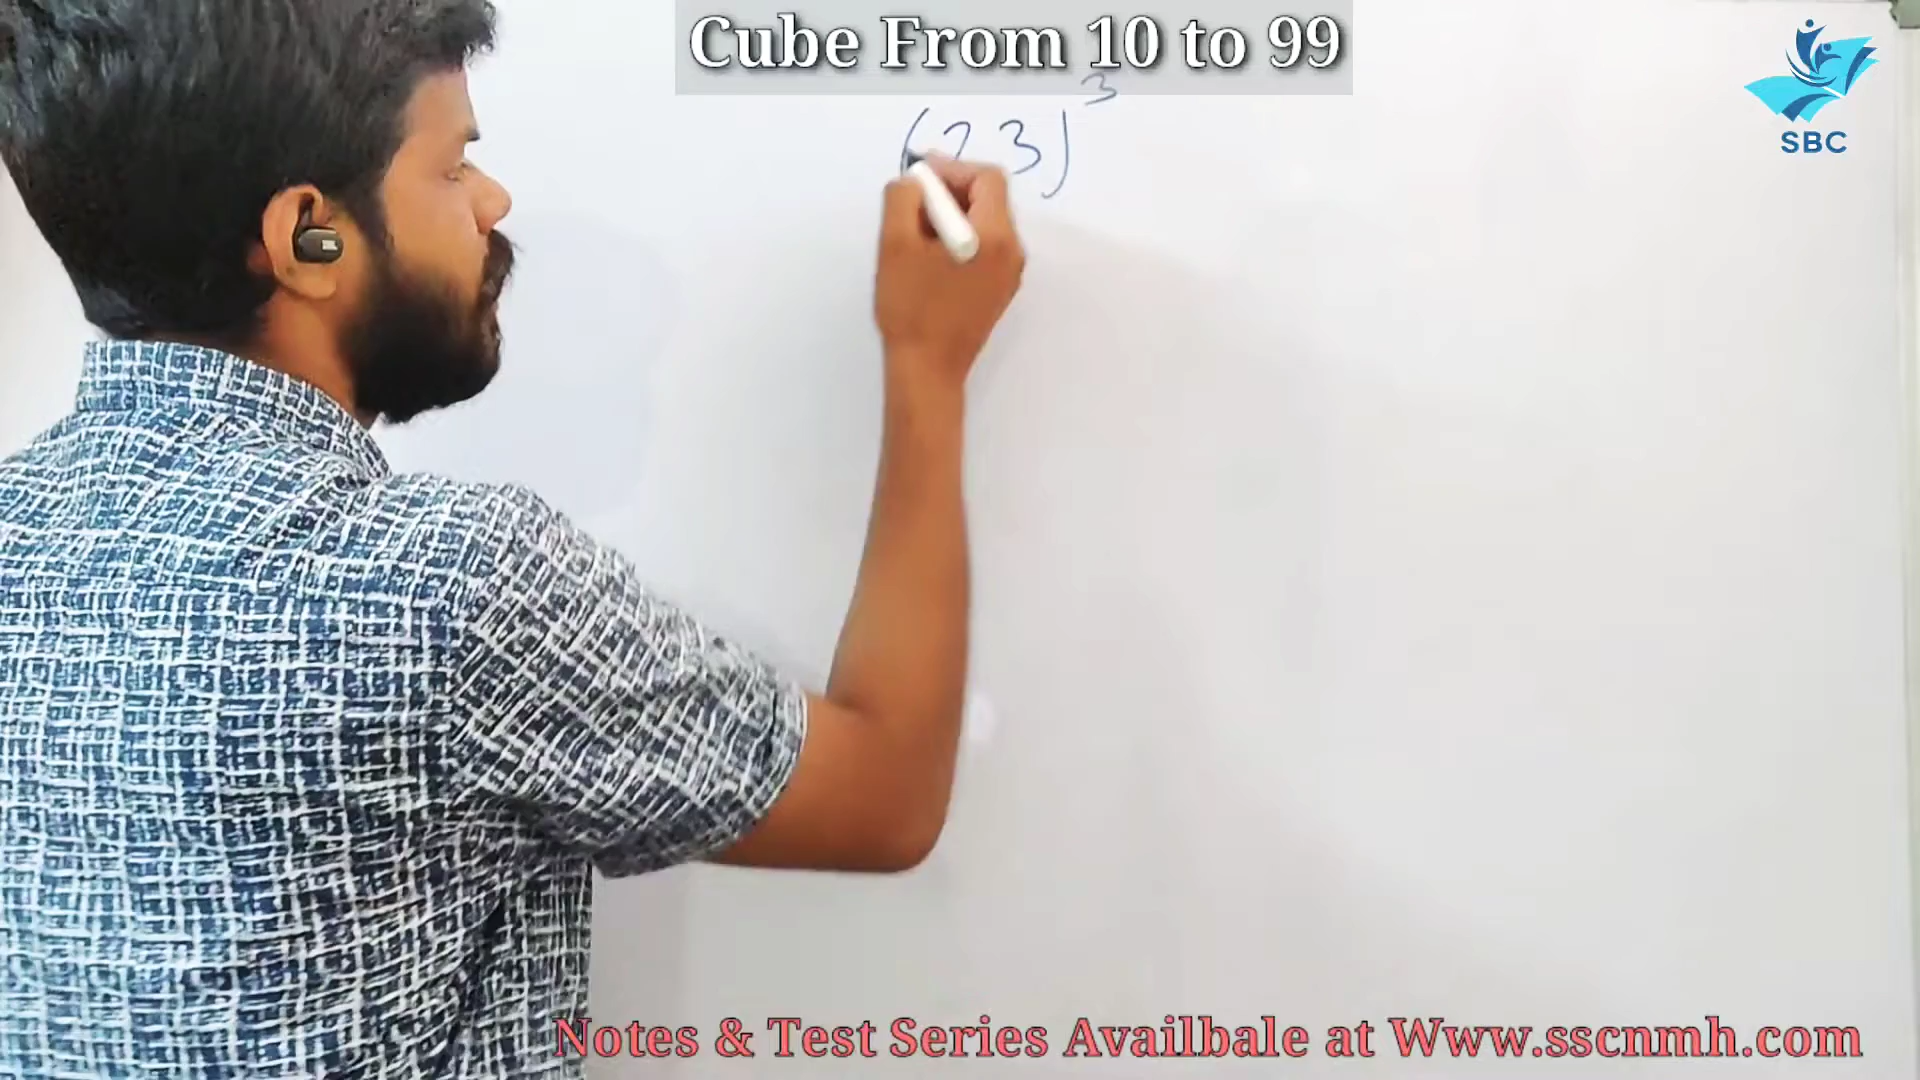 Cube From 10 to 99
(23)³
SBC
Notes & Test Series Availbale at Www.sscnmh.com